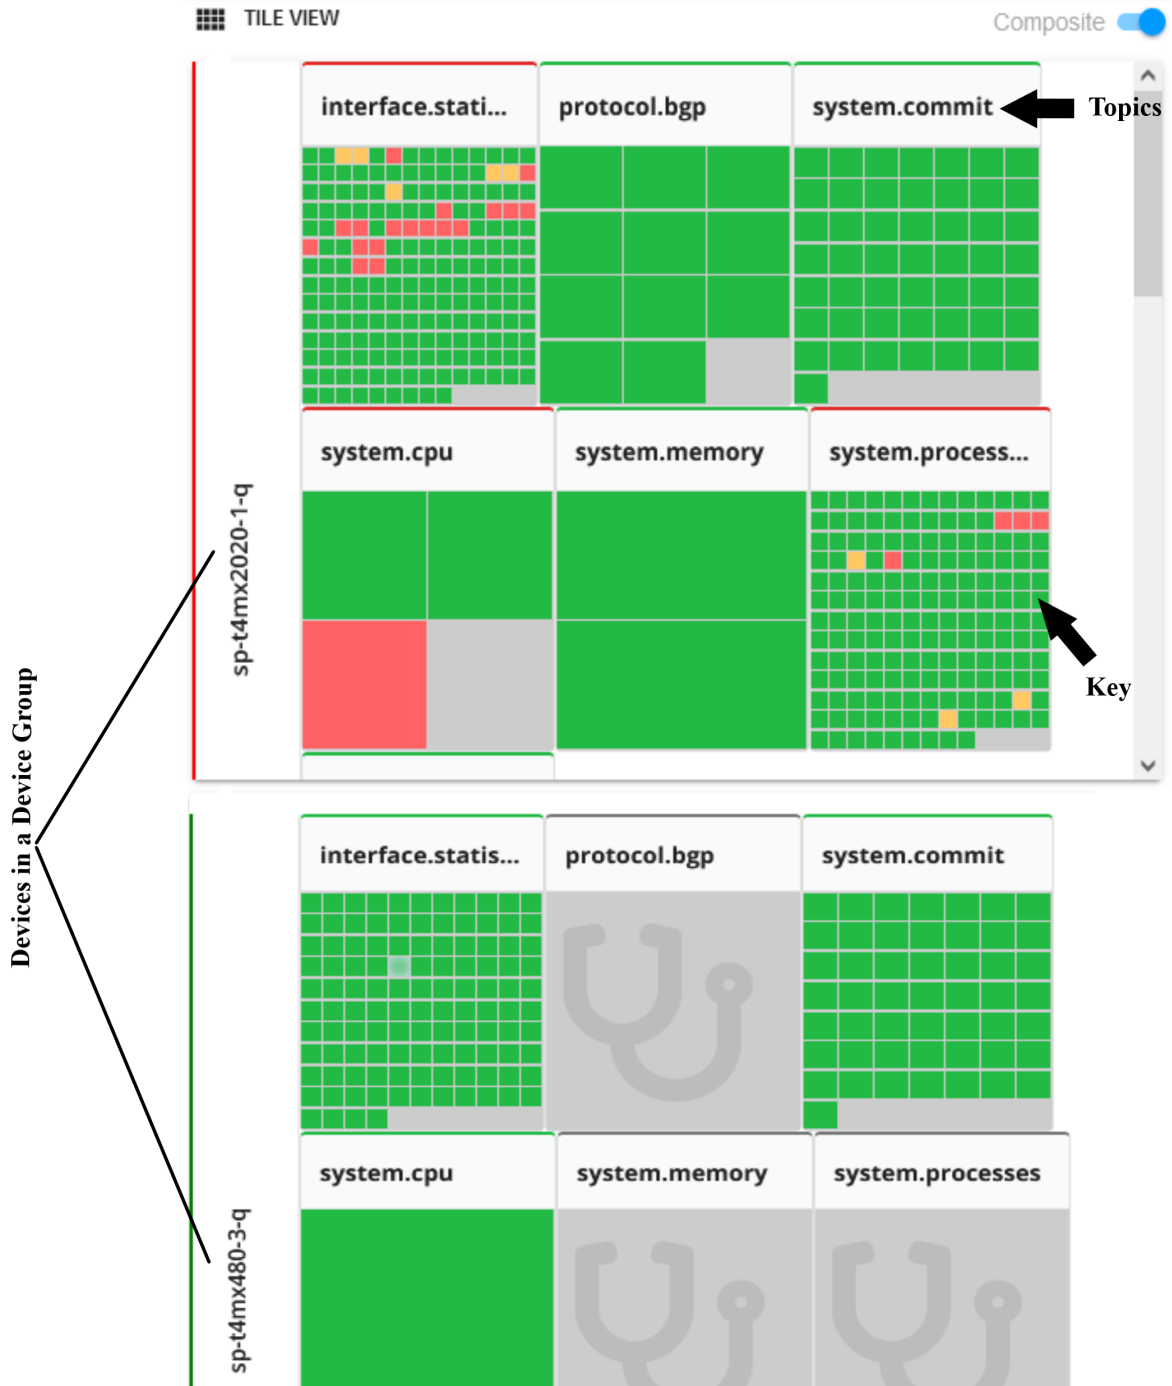 TILE VIEW
Composite
interface.stati...
protocol.bgp
system.commit
Topics
system.cpu
system.memory
system.process...
Key
sp-t4mx2020-1-q
Devices in a Device Group
interface.statis...
protocol.bgp
system.commit
system.cpu
system.memory
system.processes
sp-t4mx480-3-q